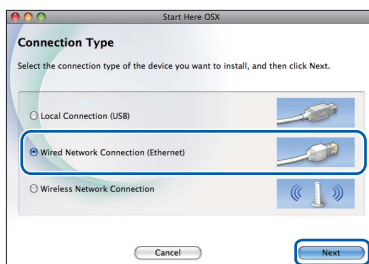 Start Here OSX
Connection Type
Select the connection type of the device you want to install, and then click Next.
Local Connection (USB)
Wired Network Connection (Ethernet)
Wireless Network Connection
Cancel
Next